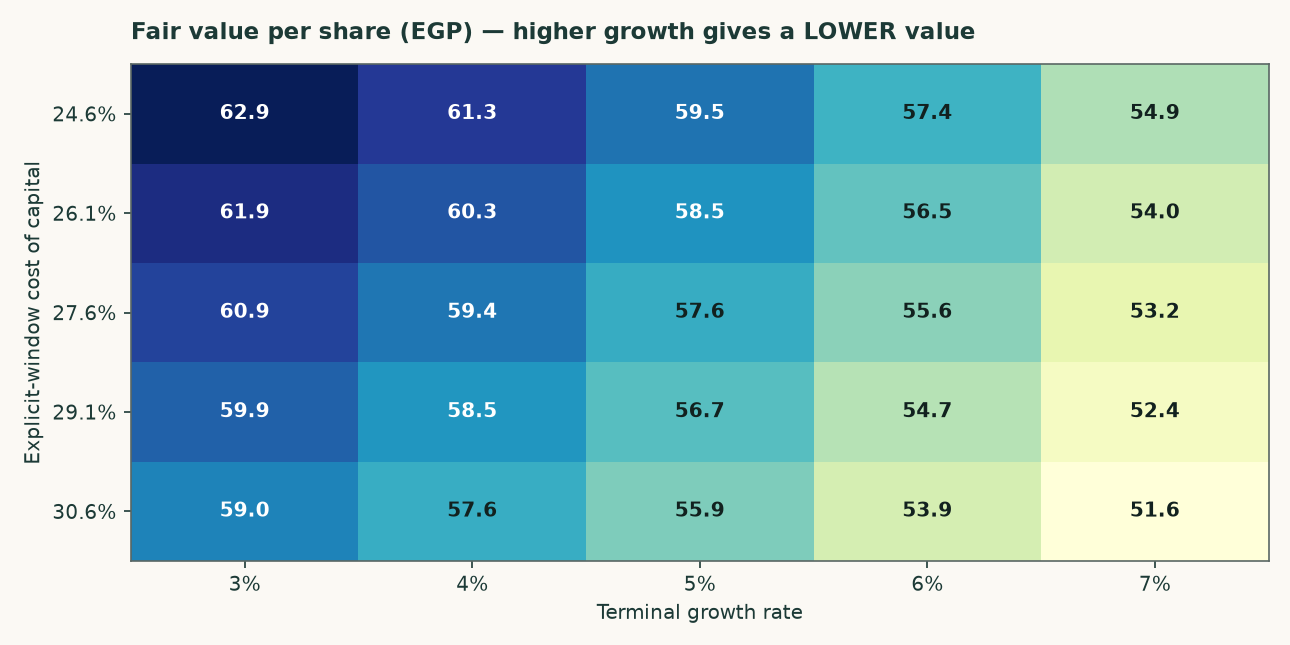 Fair value per share (EGP) — higher growth gives a LOWER value
Explicit-window cost of capital
24.6% 62.9 61.3 59.5 57.4 54.9
26.1% 61.9 60.3 58.5 56.5 54.0
27.6% 60.9 59.4 57.6 55.6 53.2
29.1% 59.9 58.5 56.7 54.7 52.4
30.6% 59.0 57.6 55.9 53.9 51.6
3% 4% 5% 6% 7%
Terminal growth rate